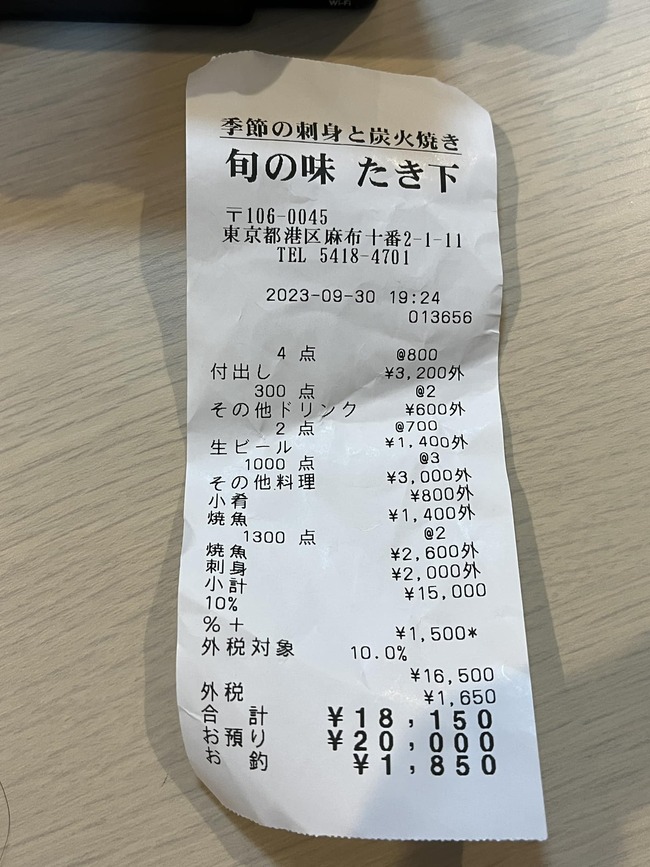 Wi-Fi
季節の刺身と炭火焼き
旬の味 たき下
〒106-0045
東京都港区麻布十番2-1-11
TEL 5418-4701
2023-09-30 19:24
013656
4 点 @800
付出し ¥3,200外
300 点 @2
その他ドリンク ¥600外
2 点 @700
生ビール ¥1,400外
1000 点 @3
その他料理 ¥3,000外
小肴 ¥800外
焼魚 ¥1,400外
1300 点 @2
焼魚 ¥2,600外
刺身 ¥2,000外
小計 ¥15,000
10%
%+ ¥1,500*
外税対象 10.0%
¥16,500
外税 ¥1,650
合計 ¥18,150
お預り ¥20,000
お釣 ¥1,850